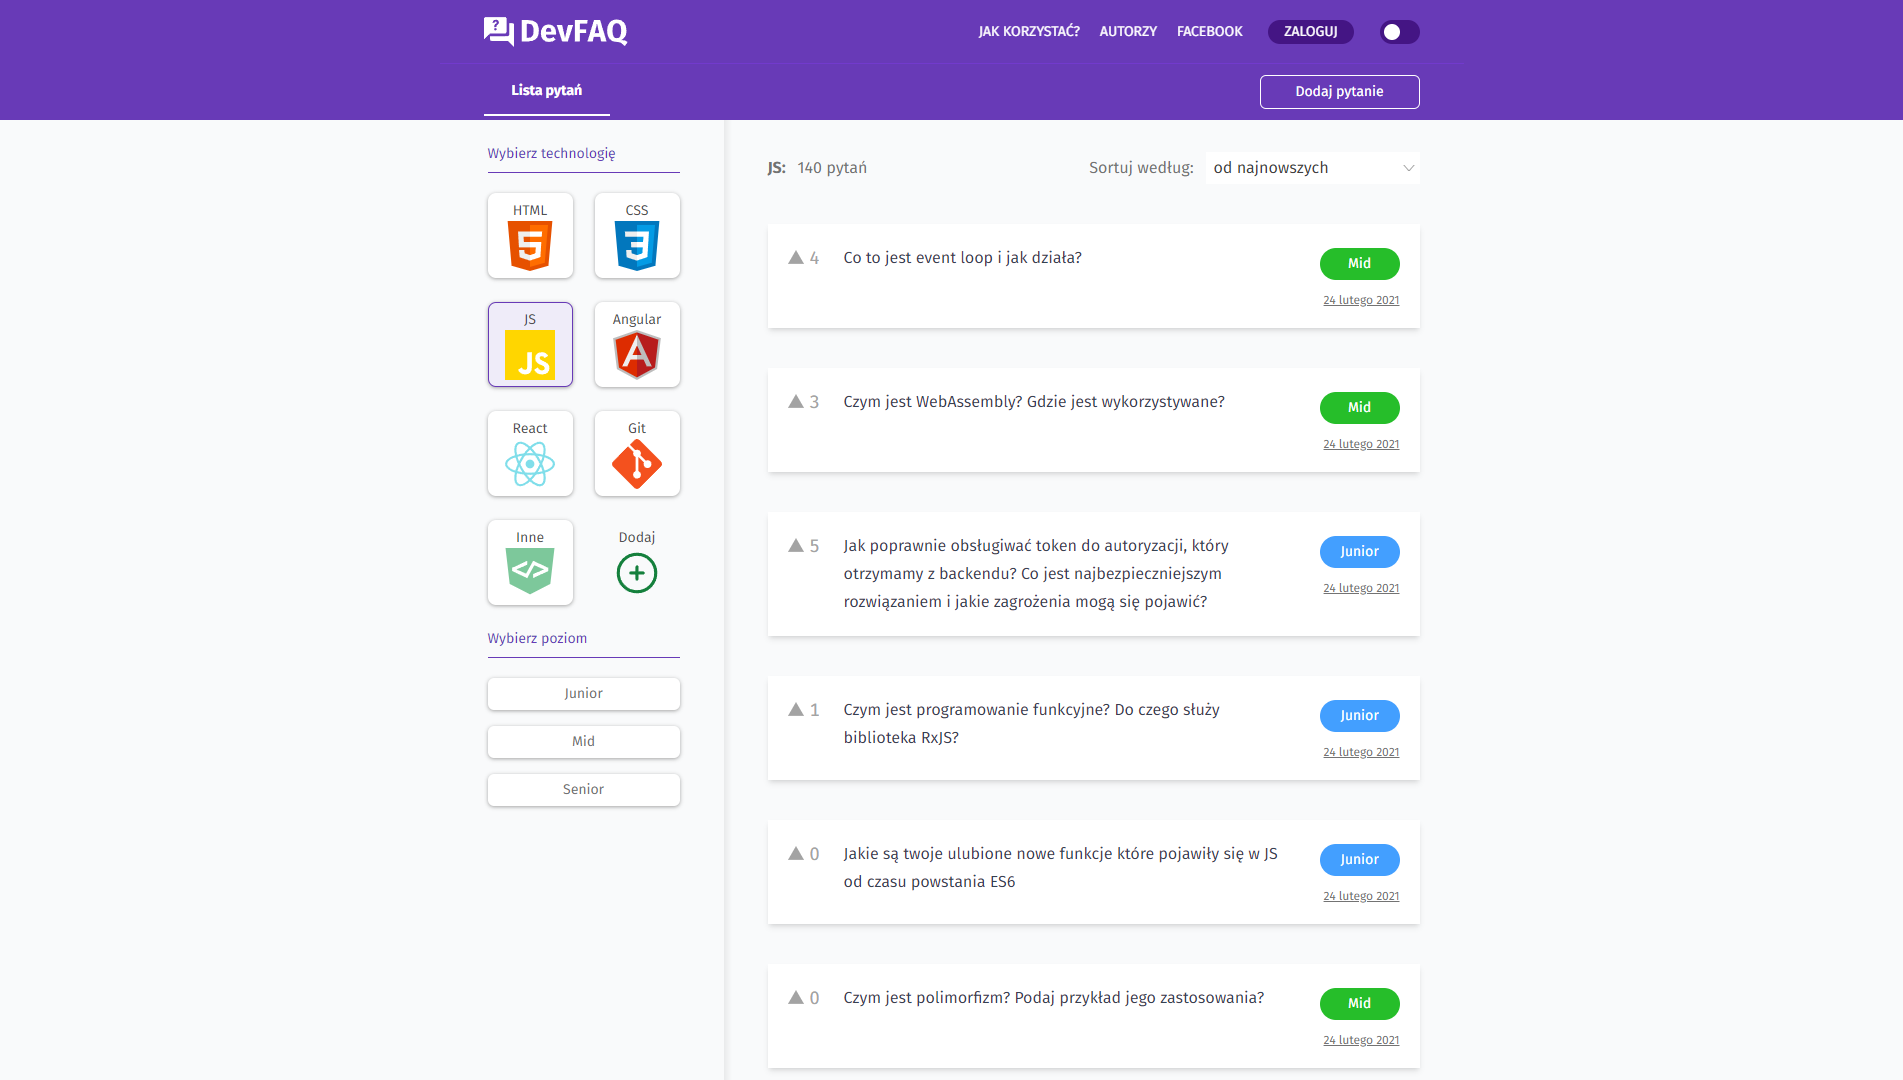 DevFAQ
JAK KORZYSTAĆ?
AUTORZY
FACEBOOK
ZALOGUJ
Lista pytań
Dodaj pytanie
Wybierz technologię
HTML
CSS
JS
JS
Angular
React
Git
Inne
Dodaj
Wybierz poziom
Junior
Mid
Senior
JS: 140 pytań
Sortuj według: od najnowszych
4
Co to jest event loop i jak działa?
Mid
24 lutego 2021
3
Czym jest WebAssembly? Gdzie jest wykorzystywane?
Mid
24 lutego 2021
5
Jak poprawnie obsługiwać token do autoryzacji, który
otrzymamy z backendu? Co jest najbezpieczniejszym
rozwiązaniem i jakie zagrożenia mogą się pojawić?
Junior
24 lutego 2021
1
Czym jest programowanie funkcyjne? Do czego służy
biblioteka RxJS?
Junior
24 lutego 2021
0
Jakie są twoje ulubione nowe funkcje które pojawiły się w JS
od czasu powstania ES6
Junior
24 lutego 2021
0
Czym jest polimorfizm? Podaj przykład jego zastosowania?
Mid
24 lutego 2021